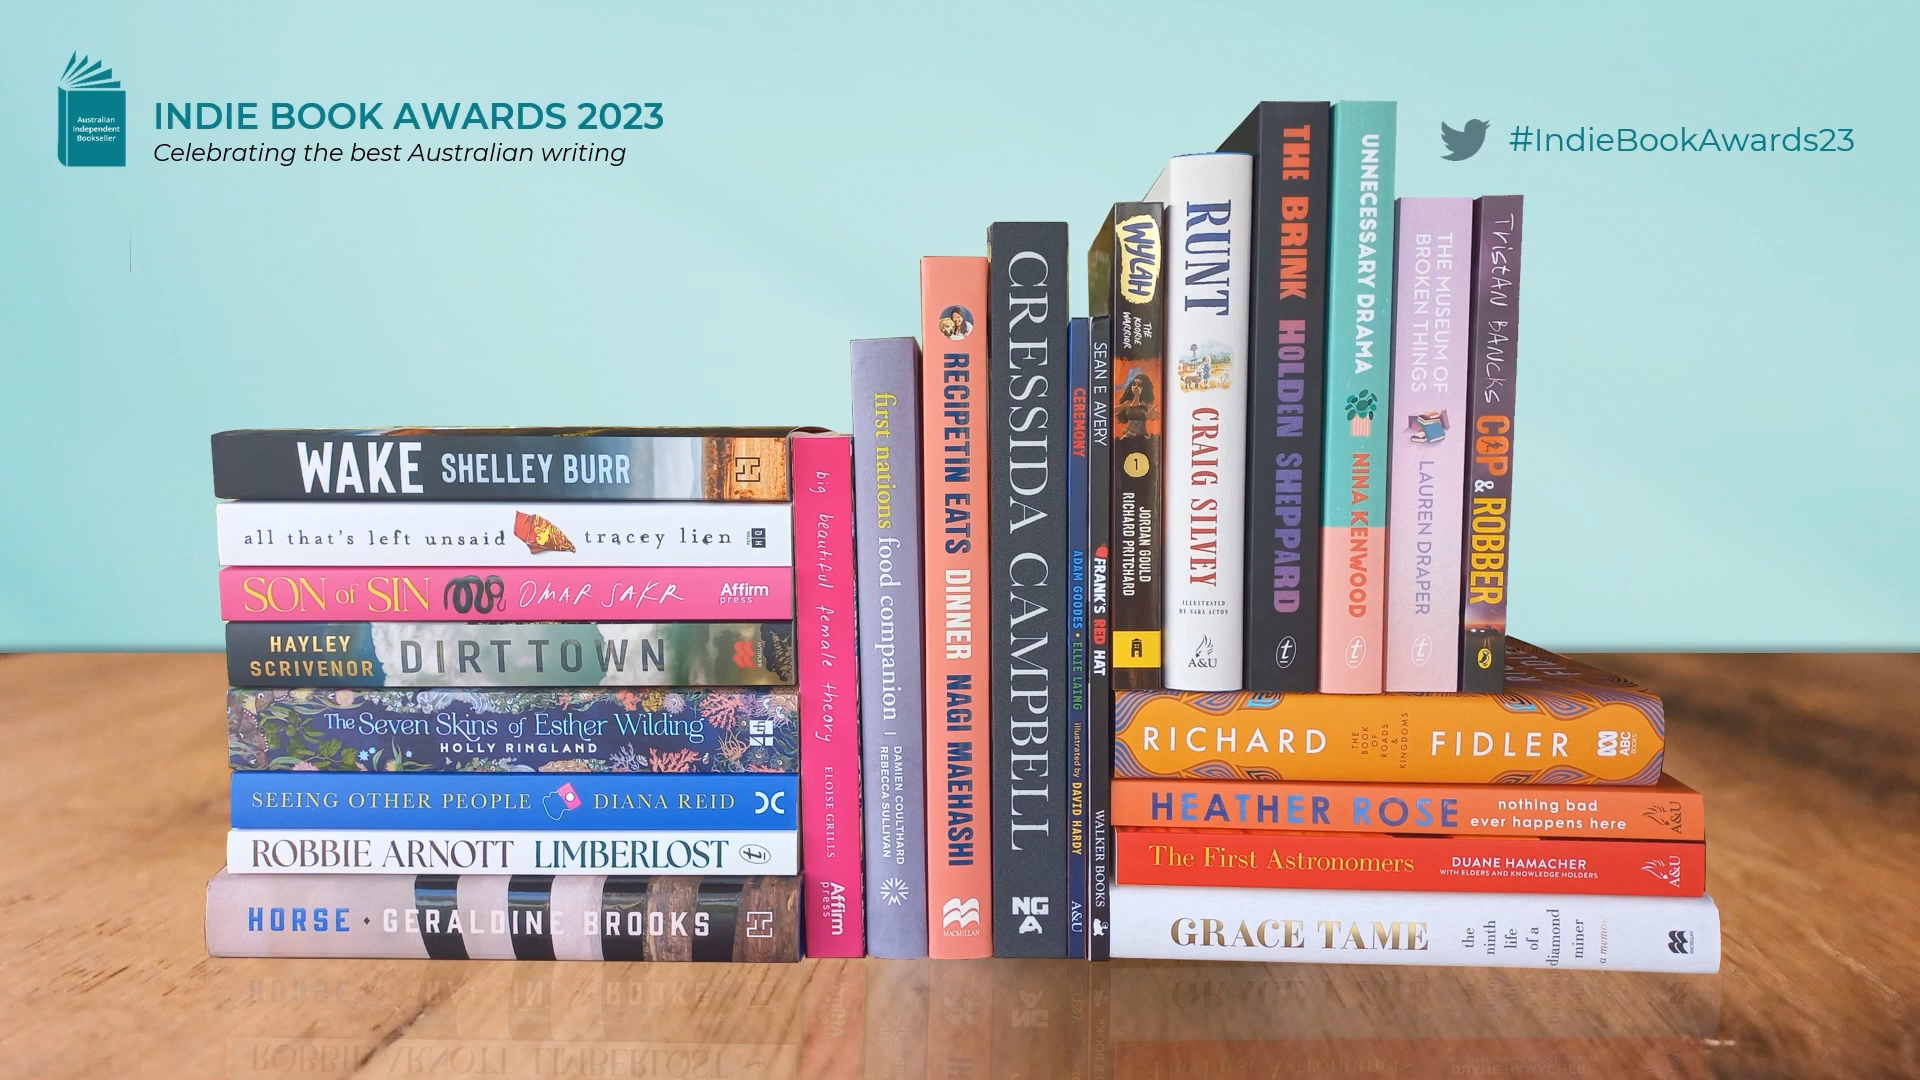 Australian
Independent
Bookseller
INDIE BOOK AWARDS 2023
Celebrating the best Australian writing
#IndieBookAwards23
WAKE SHELLEY BURR
all that's left unsaid tracey lien
SON of SIN OMAR SAKR Affirm press
HAYLEY
SCRIVENOR
DIRT TOWN
The Seven Skins of Esther Wilding
HOLLY RINGLAND
SEEING OTHER PEOPLE DIANA REID
ROBBIE ARNOTT LIMBERLOST
HORSE · GERALDINE BROOKS
big beautiful female theory ELOISE GRILLS Affirm press
first nations food companion | DAMIEN COULTHARD
REBECCA SULLIVAN
RECIPETIN EATS DINNER NAGI MAEHASHI MACMILLAN
CRESSIDA CAMPBELL NGA
CEREMONY ADAM GOODES • ELLIE LAING illustrated by DAVID HARDY A&U
SEAN E AVERY FRANK'S RED HAT WALKER BOOKS
WYLAH THE KOORIE WARRIOR 1 JORDAN GOULD
RICHARD PRITCHARD
RUNT CRAIG SILVEY ILLUSTRATED
BY SARA ACTON
A&U
THE BRINK HOLDEN SHEPPARD t
UNNECESSARY DRAMA NINA KENWOOD t
THE MUSEUM OF
BROKEN THINGS LAUREN DRAPER t
TRISTAN BANCKS COP & ROBBER
RICHARD THE BOOK OF ROADS & KINGDOMS FIDLER ABC BOOKS
HEATHER ROSE nothing bad
ever happens here A&U
The First Astronomers DUANE HAMACHER
WITH ELDERS AND KNOWLEDGE HOLDERS A&U
GRACE TAME the ninth life of a diamond miner a memoir